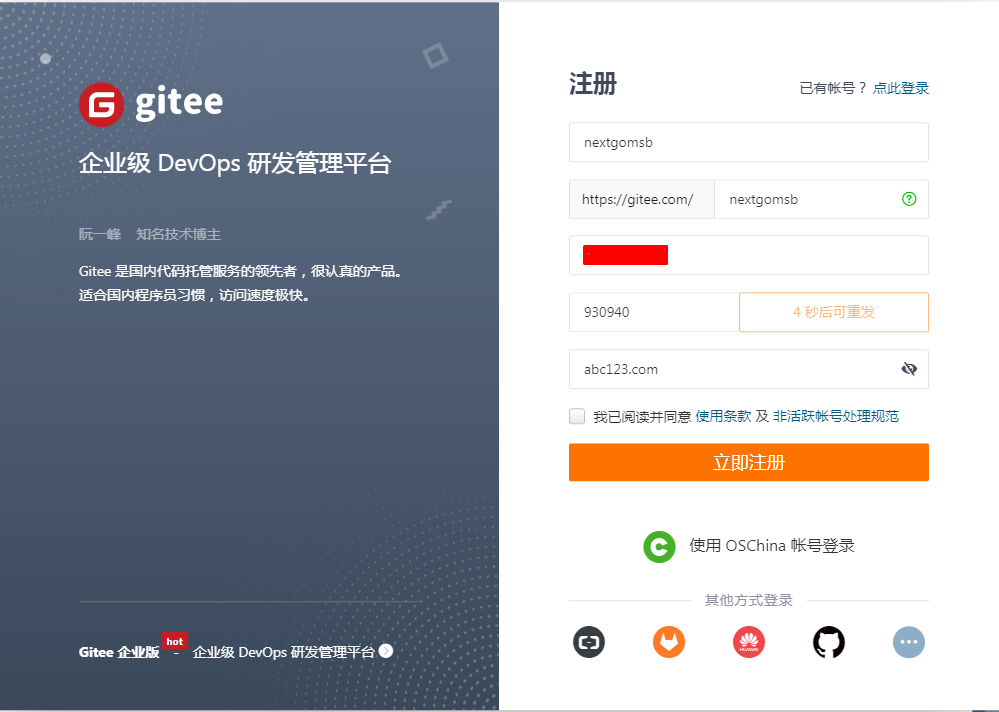 gitee
企业级 DevOps 研发管理平台
阮一峰 知名技术博主
Gitee 是国内代码托管服务的领先者，很认真的产品。
适合国内程序员习惯，访问速度极快。
Gitee 企业版 hot - 企业级 DevOps 研发管理平台
注册
已有帐号？ 点此登录
nextgomsb
https://gitee.com/ nextgomsb
930940 4 秒后可重发
abc123.com
我已阅读并同意 使用条款 及 非活跃帐号处理规范
立即注册
使用 OSChina 帐号登录
其他方式登录
HUAWEI